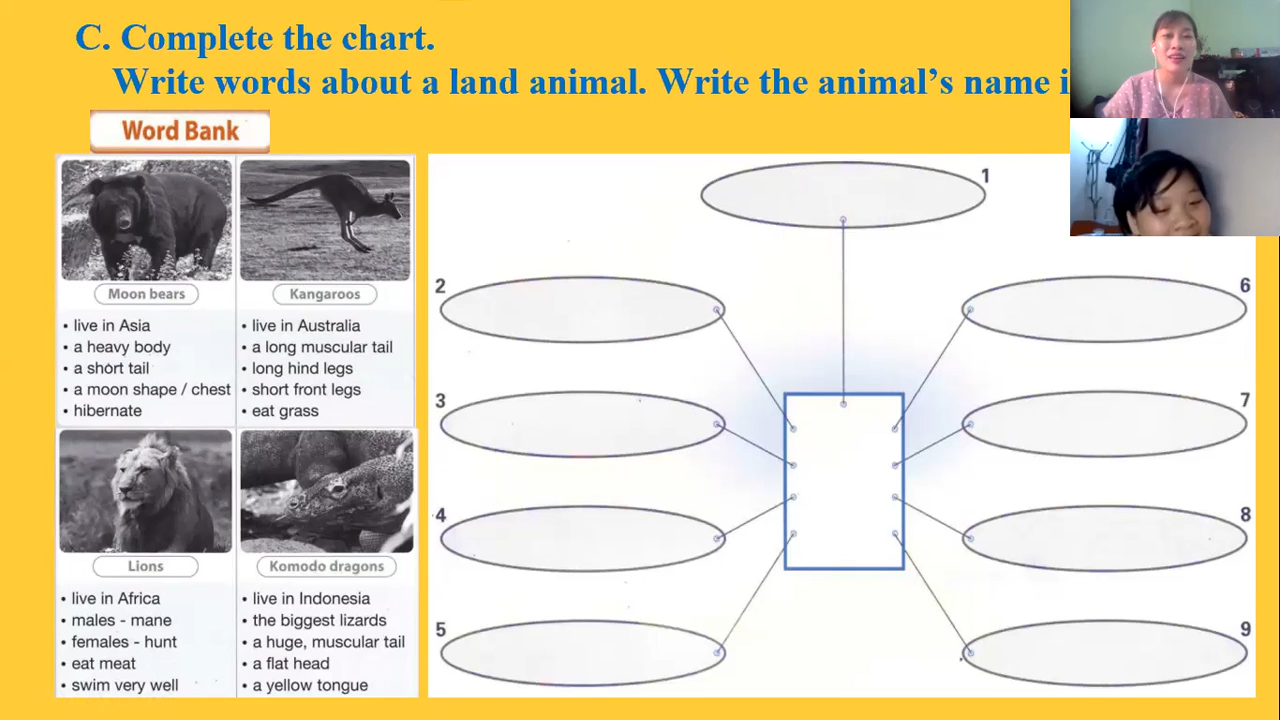 C. Complete the chart.
Write words about a land animal. Write the animal’s name i
Word Bank
Moon bears
• live in Asia
• a heavy body
• a short tail
• a moon shape / chest
• hibernate
Kangaroos
• live in Australia
• a long muscular tail
• long hind legs
• short front legs
• eat grass
Lions
• live in Africa
• males - mane
• females - hunt
• eat meat
• swim very well
Komodo dragons
• live in Indonesia
• the biggest lizards
• a huge, muscular tail
• a flat head
• a yellow tongue
1
2
3
4
5
6
7
8
9